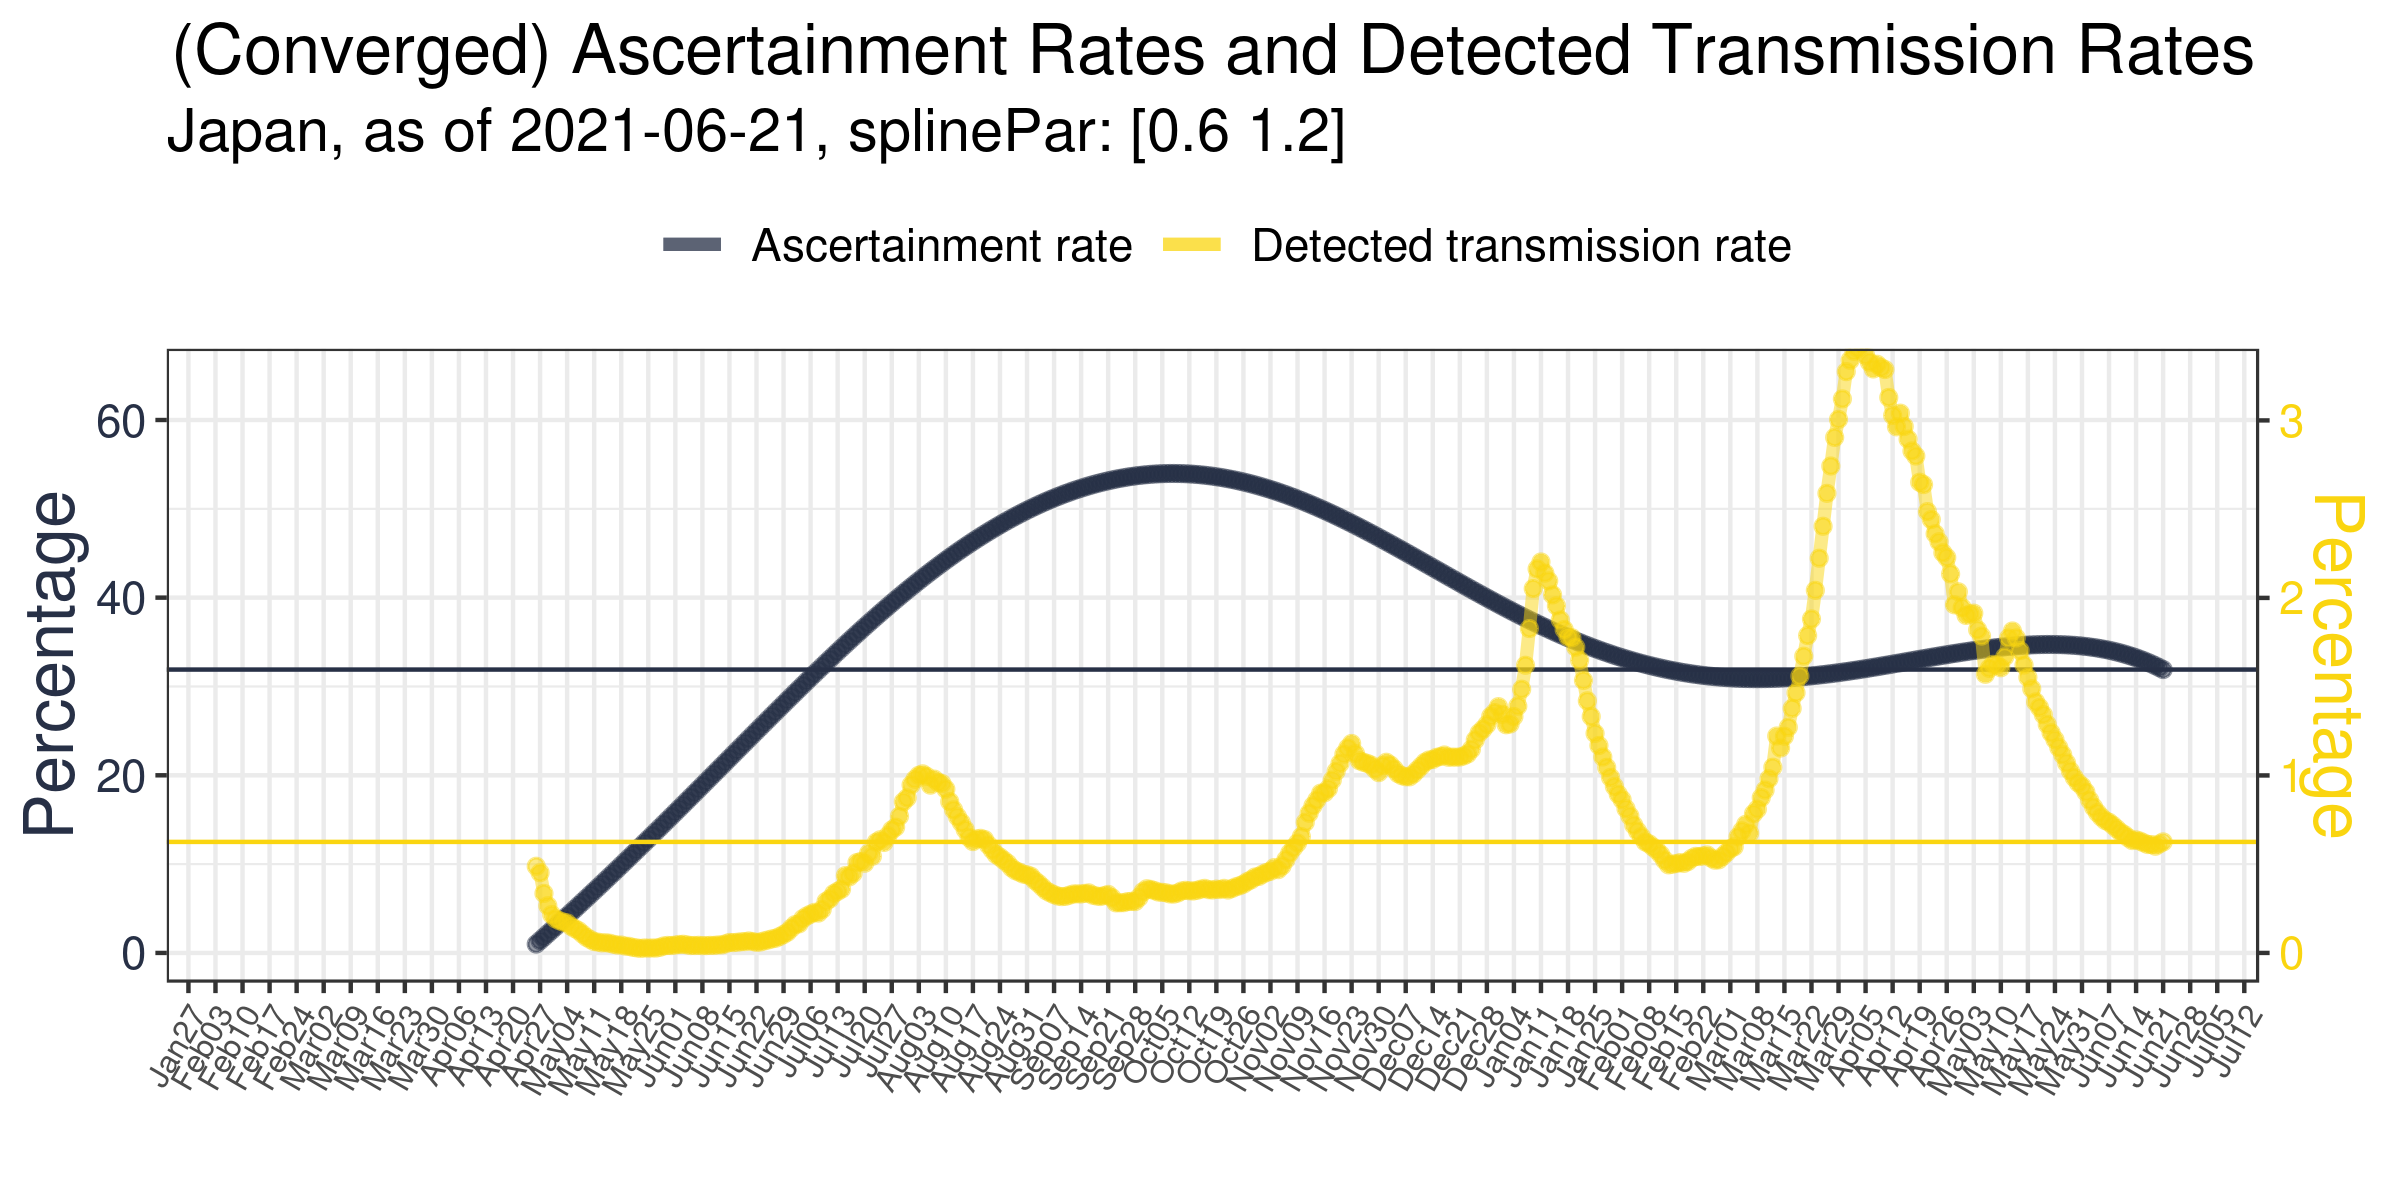 (Converged) Ascertainment Rates and Detected Transmission Rates
Japan, as of 2021-06-21, splinePar: [0.6 1.2]
Ascertainment rate
Detected transmission rate
Percentage
60
40
20
0
3
2
1
0
Percentage
Jan27
Feb03
Feb10
Feb17
Feb24
Mar02
Mar09
Mar16
Mar23
Mar30
Apr06
Apr13
Apr20
Apr27
May04
May11
May18
May25
Jun01
Jun08
Jun15
Jun22
Jun29
Jul06
Jul13
Jul20
Jul27
Aug03
Aug10
Aug17
Aug24
Aug31
Sep07
Sep14
Sep21
Sep28
Oct05
Oct12
Oct19
Oct26
Nov02
Nov09
Nov16
Nov23
Nov30
Dec07
Dec14
Dec21
Dec28
Jan04
Jan11
Jan18
Jan25
Feb01
Feb08
Feb15
Feb22
Mar01
Mar08
Mar15
Mar22
Mar29
Apr05
Apr12
Apr19
Apr26
May03
May10
May17
May24
May31
Jun07
Jun14
Jun21
Jun28
Jul05
Jul12